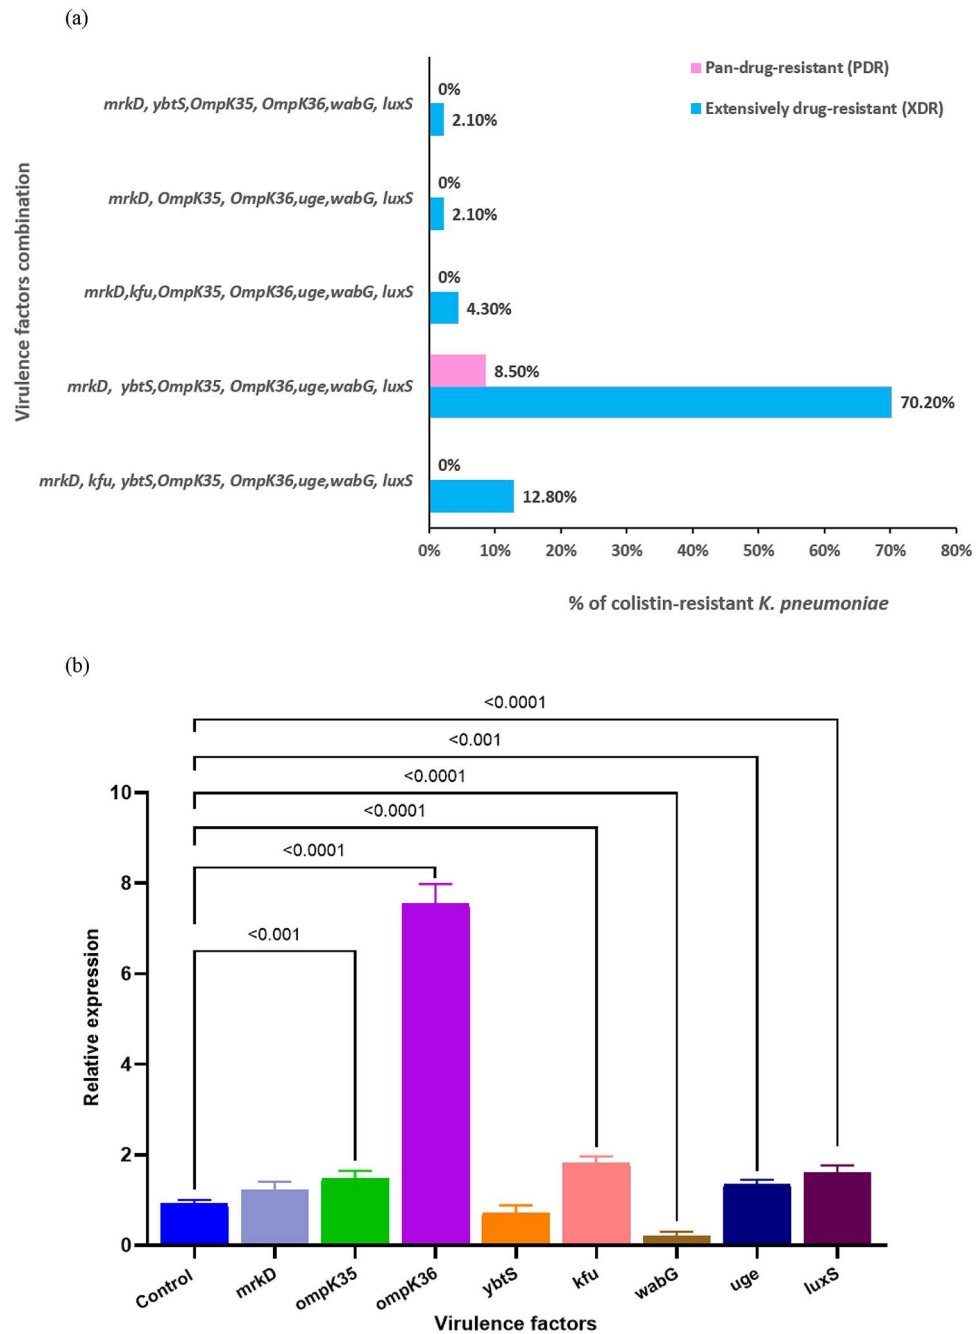 (a)
Pan-drug-resistant (PDR)
Extensively drug-resistant (XDR)
Virulence factors combination
mrkD, ybtS,OmpK35, OmpK36,wabG, luxS
0%
2.10%
mrkD, OmpK35, OmpK36,uge,wabG, luxS
0%
2.10%
mrkD,kfu,OmpK35, OmpK36,uge,wabG, luxS
0%
4.30%
mrkD, ybtS,OmpK35, OmpK36,uge,wabG, luxS
8.50%
70.20%
mrkD, kfu, ybtS,OmpK35, OmpK36,uge,wabG, luxS
0%
12.80%
0% 10% 20% 30% 40% 50% 60% 70% 80%
% of colistin-resistant K. pneumoniae
(b)
<0.0001
<0.001
<0.0001
<0.0001
<0.0001
<0.001
Relative expression
10
8
6
4
2
0
Control mrkD ompK35 ompK36 ybtS kfu wabG uge luxS
Virulence factors